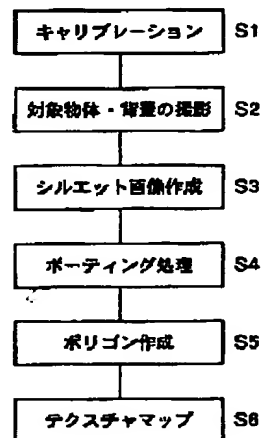 キャリブレーション S1
対象物体・背景の撮影 S2
シルエット画像作成 S3
ボーティング処理 S4
ポリゴン作成 S5
テクスチャマップ S6